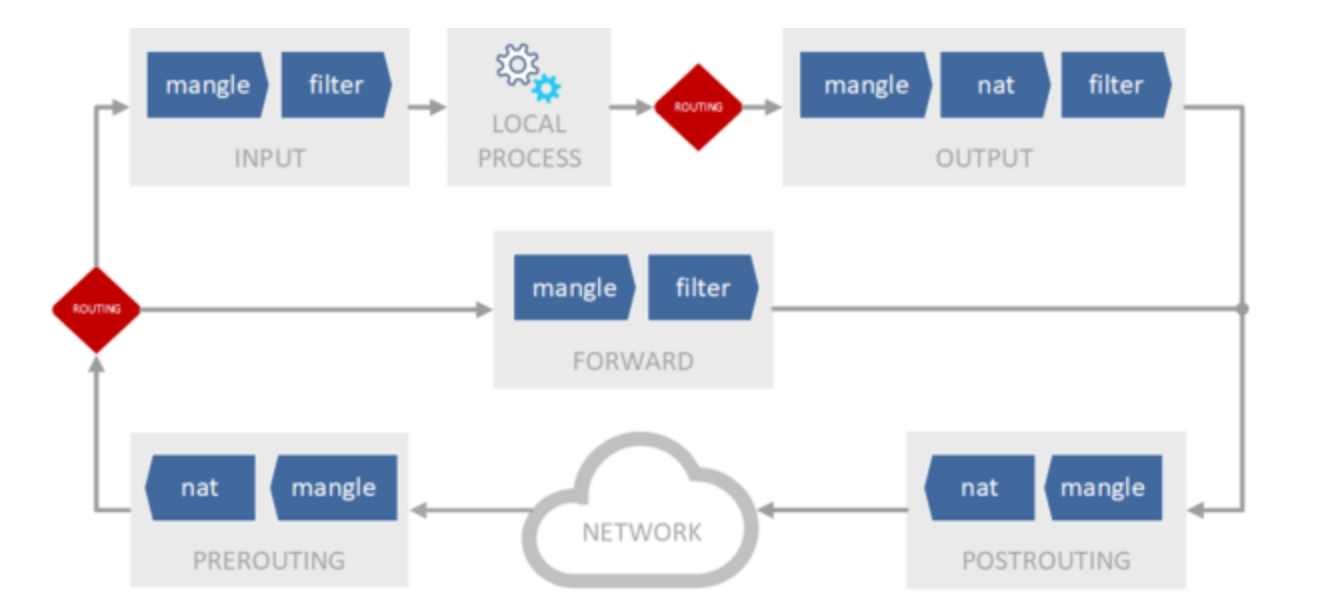 mangle
filter
INPUT
LOCAL
PROCESS
ROUTING
mangle
nat
filter
OUTPUT
ROUTING
mangle
filter
FORWARD
nat
mangle
PREROUTING
NETWORK
nat
mangle
POSTROUTING